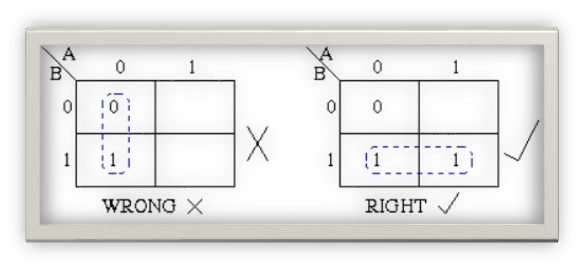 A A
B 0 1 B 0 1
0 0 0 0
1 1 1 1 1
WRONG RIGHT